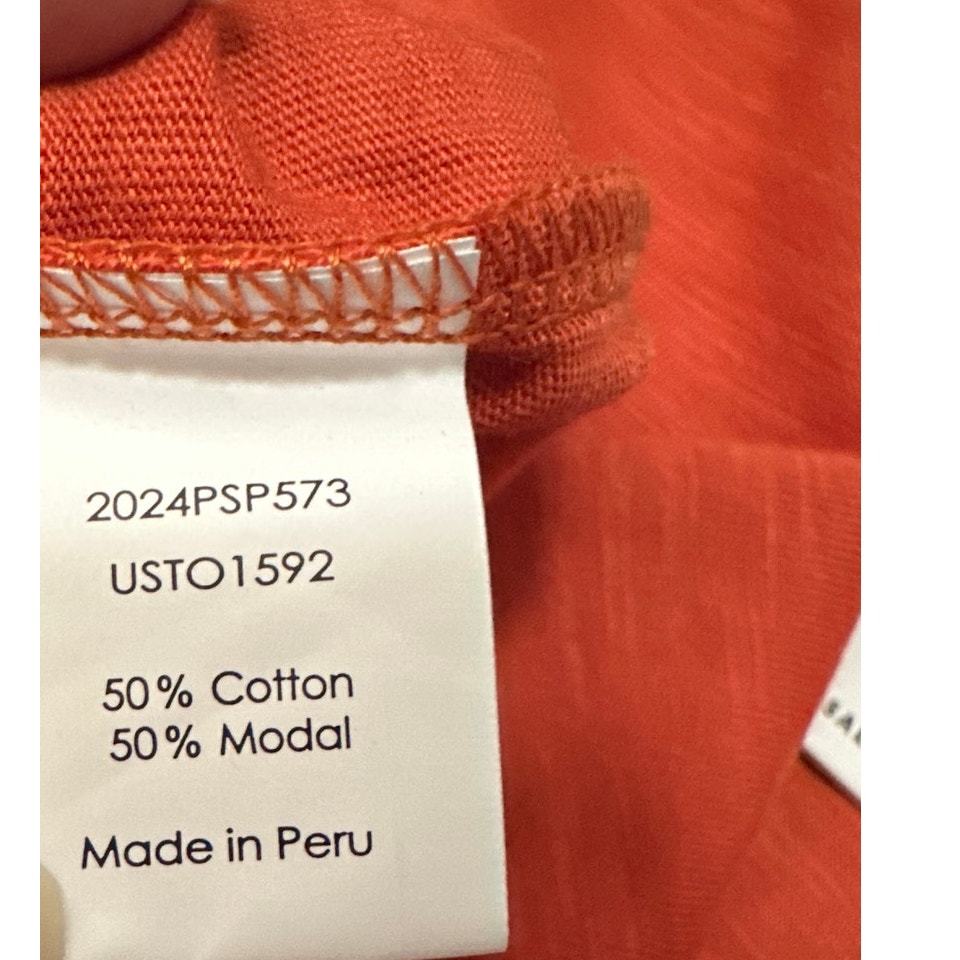 2024PSP573
USTO1592
50% Cotton
50% Modal
Made in Peru